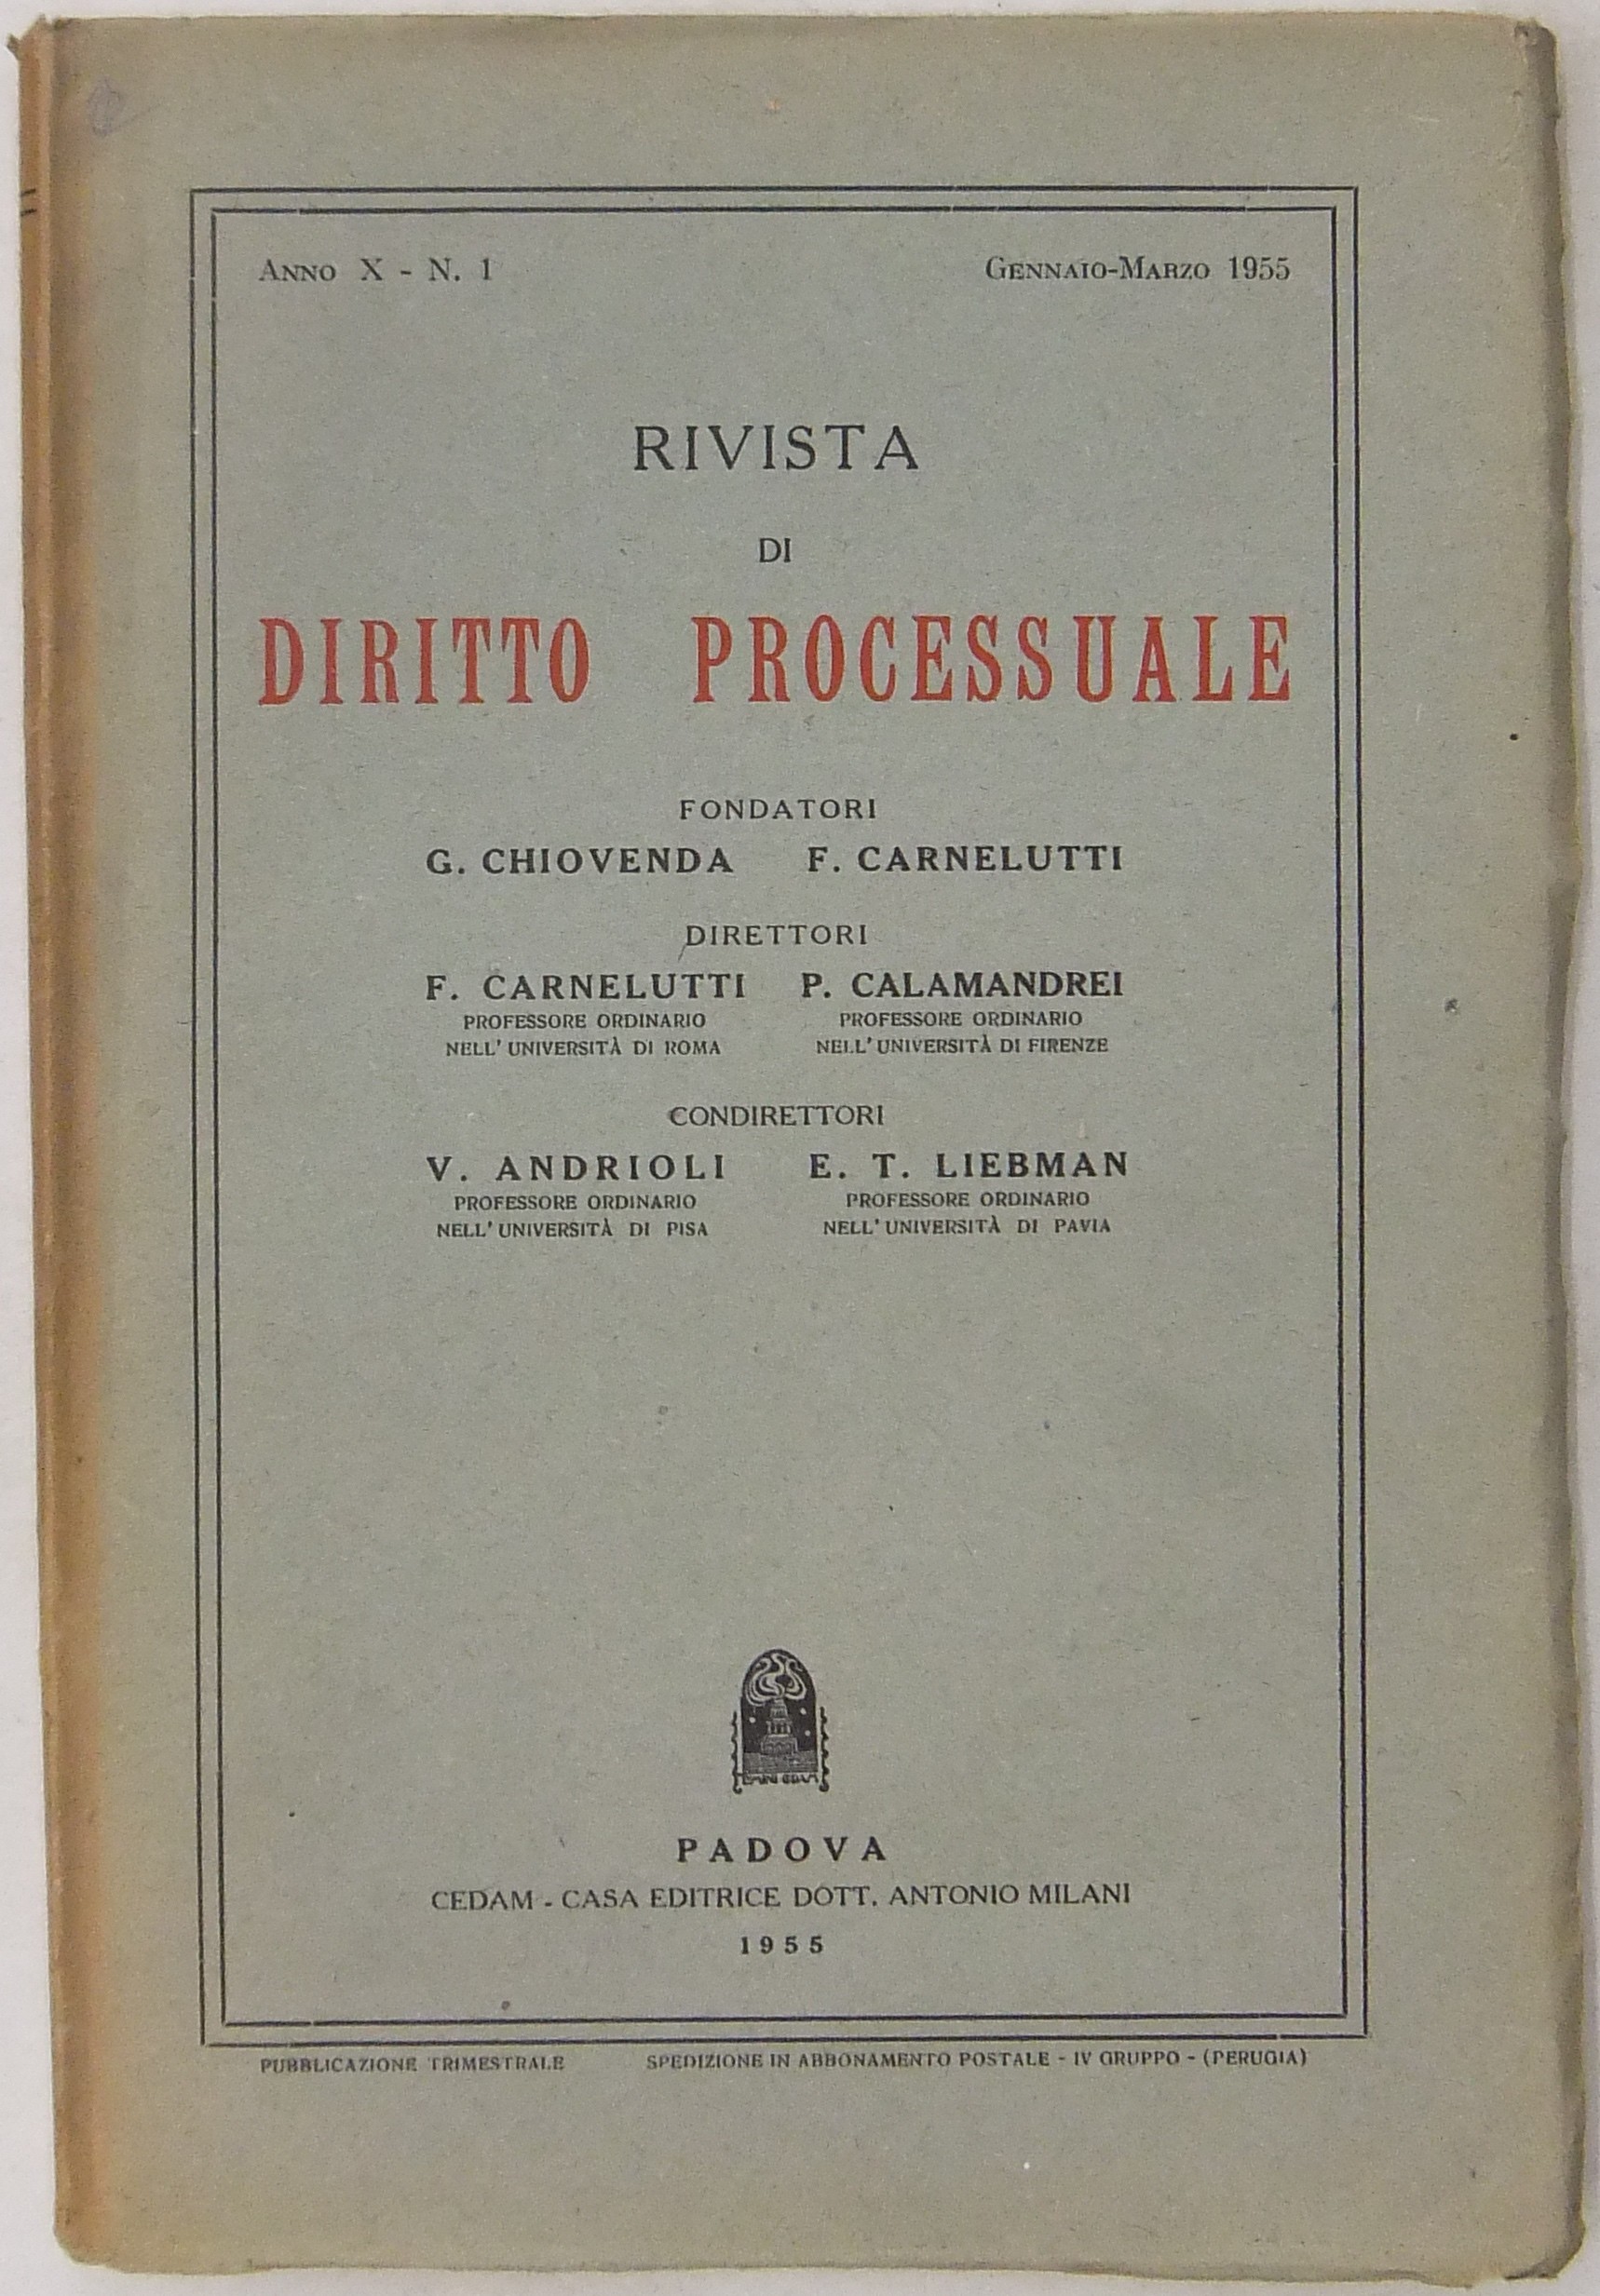 Anno X - N. 1
Gennaio-Marzo 1955
RIVISTA
DI
DIRITTO PROCESSUALE
FONDATORI
G. CHIOVENDA F. CARNELUTTI
DIRETTORI
F. CARNELUTTI P. CALAMANDREI
PROFESSORE ORDINARIO PROFESSORE ORDINARIO
NELL' UNIVERSITÀ DI ROMA NELL' UNIVERSITÀ DI FIRENZE
CONDIRETTORI
V. ANDRIOLI E. T. LIEBMAN
PROFESSORE ORDINARIO PROFESSORE ORDINARIO
NELL' UNIVERSITÀ DI PISA NELL' UNIVERSITÀ DI PAVIA
PADOVA
CEDAM - CASA EDITRICE DOTT. ANTONIO MILANI
1955
PUBBLICAZIONE TRIMESTRALE SPEDIZIONE IN ABBONAMENTO POSTALE - IV GRUPPO - (PERUGIA)